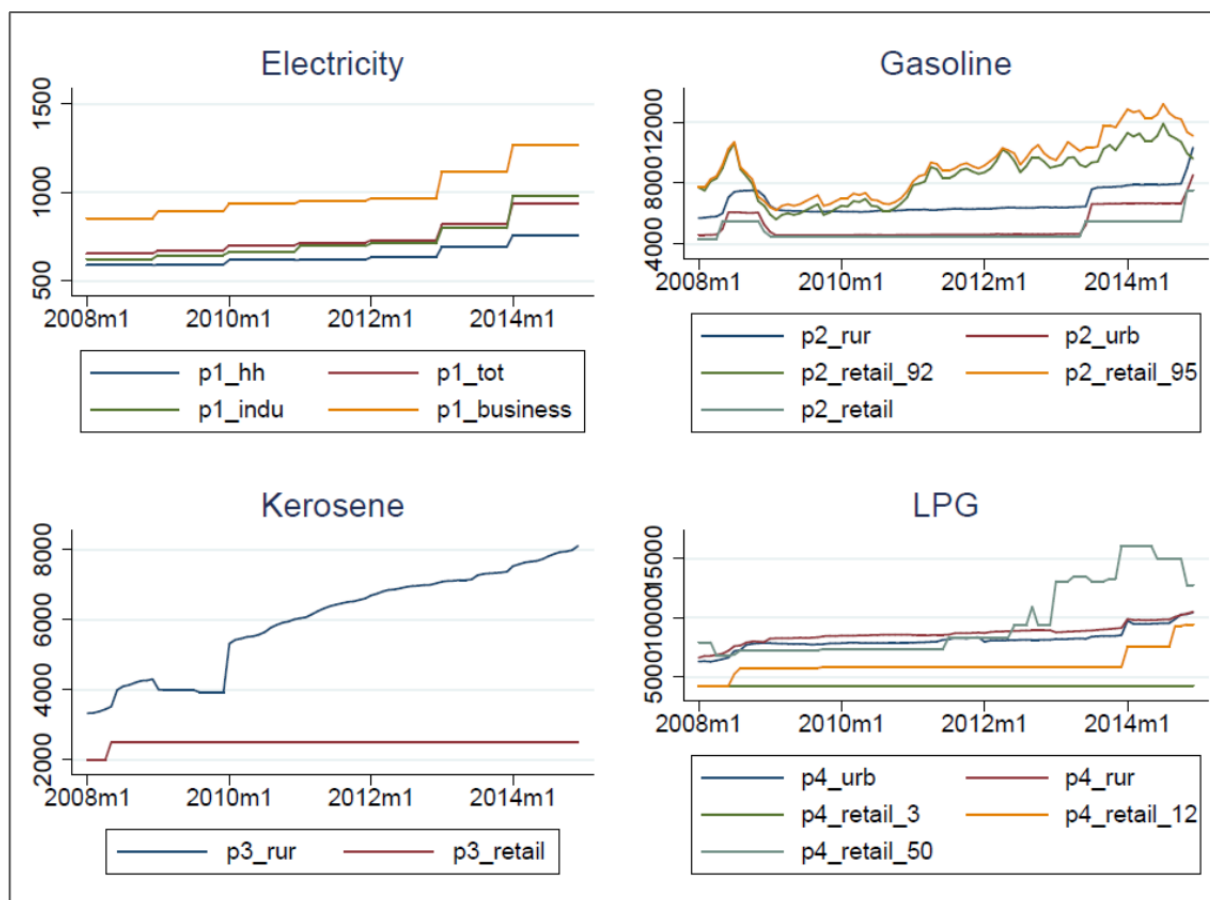 Electricity
1500
1000
500
2008m1 2010m1 2012m1 2014m1
p1_hh p1_tot
p1_indu p1_business
Gasoline
12000
8000
4000
2008m1 2010m1 2012m1 2014m1
p2_rur p2_urb
p2_retail_92 p2_retail_95
p2_retail
Kerosene
8000
6000
4000
2000
2008m1 2010m1 2012m1 2014m1
p3_rur p3_retail
LPG
15000
10000
5000
2008m1 2010m1 2012m1 2014m1
p4_urb p4_rur
p4_retail_3 p4_retail_12
p4_retail_50